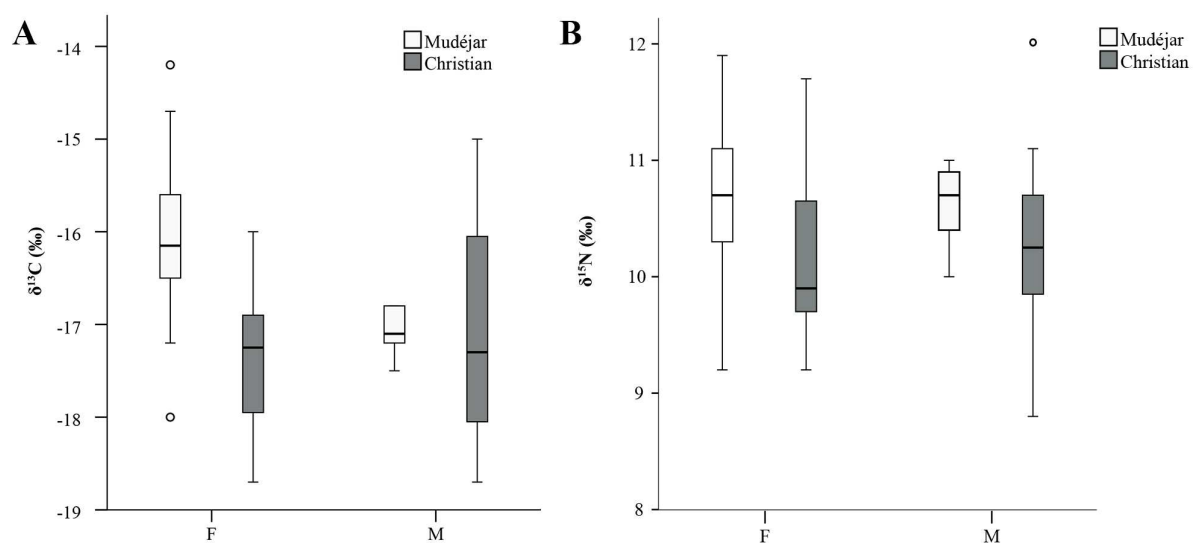 A
Mudéjar
Christian
δ¹³C (‰)
-14
-15
-16
-17
-18
-19
F
M
B
Mudéjar
Christian
δ¹⁵N (‰)
12
11
10
9
8
F
M